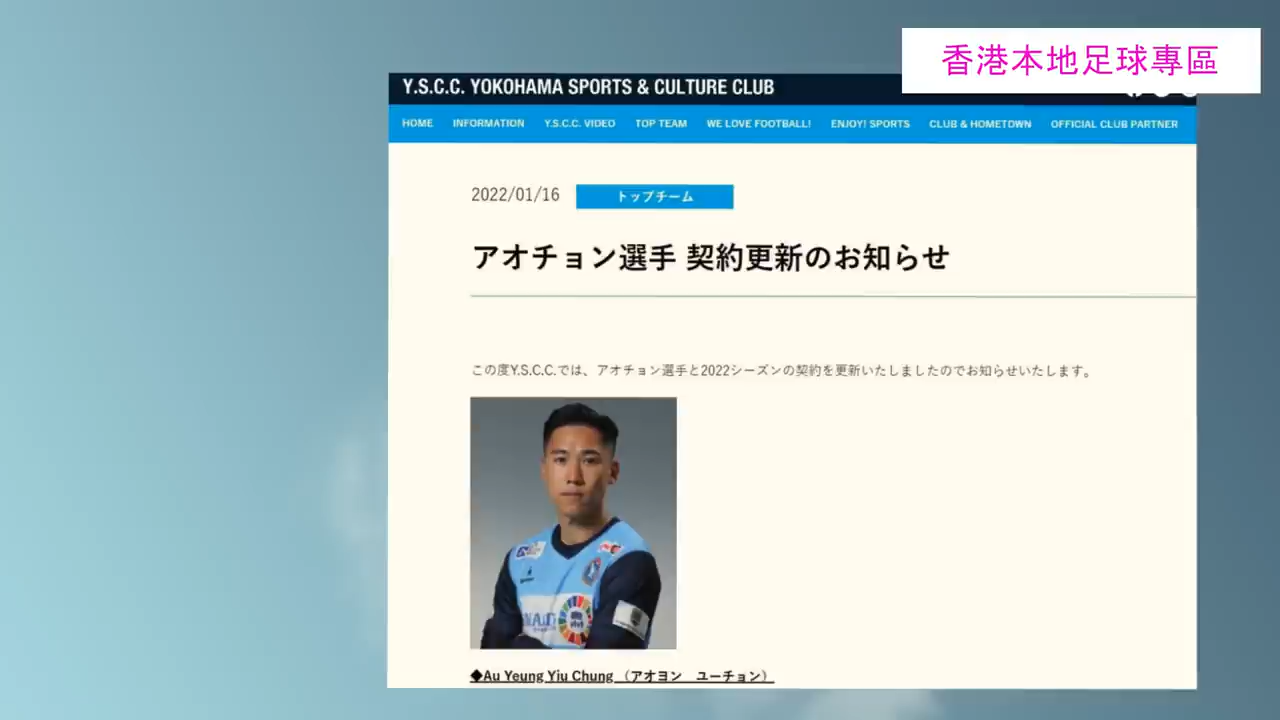 香港本地足球專區
Y.S.C.C. YOKOHAMA SPORTS & CULTURE CLUB
HOME INFORMATION Y.S.C.C. VIDEO TOP TEAM WE LOVE FOOTBALL! ENJOY! SPORTS CLUB & HOMETOWN OFFICIAL CLUB PARTNER
2022/01/16 トップチーム
アオチョン選手 契約更新のお知らせ
この度Y.S.C.C.では、アオチョン選手と2022シーズンの契約を更新いたしましたのでお知らせいたします。
◆Au Yeung Yiu Chung （アオヨン　ユーチョン）